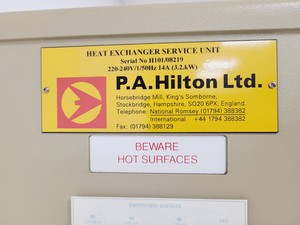 HEAT EXCHANGER SERVICE UNIT
Serial No H101/08219
220-240V/1/50Hz 14A (3.2kW)
P.A.Hilton Ltd.
Horsebridge Mill, King's Somborne,
Stockbridge, Hampshire, SO20 6PX, England
Telephone: National (01794) 388382
International +44 1794 388382
Fax: (01794) 388129
BEWARE
HOT SURFACES